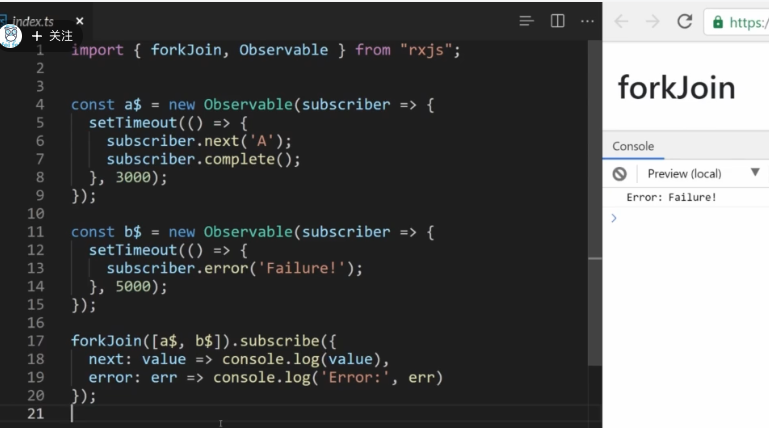 index.ts
关注
https:/
1 import { forkJoin, Observable } from "rxjs";
2
3
4 const a$ = new Observable(subscriber => {
5 setTimeout(() => {
6 subscriber.next('A');
7 subscriber.complete();
8 }, 3000);
9 });
10
11 const b$ = new Observable(subscriber => {
12 setTimeout(() => {
13 subscriber.error('Failure!');
14 }, 5000);
15 });
16
17 forkJoin([a$, b$]).subscribe({
18 next: value => console.log(value),
19 error: err => console.log('Error:', err)
20 });
21
forkJoin
Console
Preview (local)
Error: Failure!